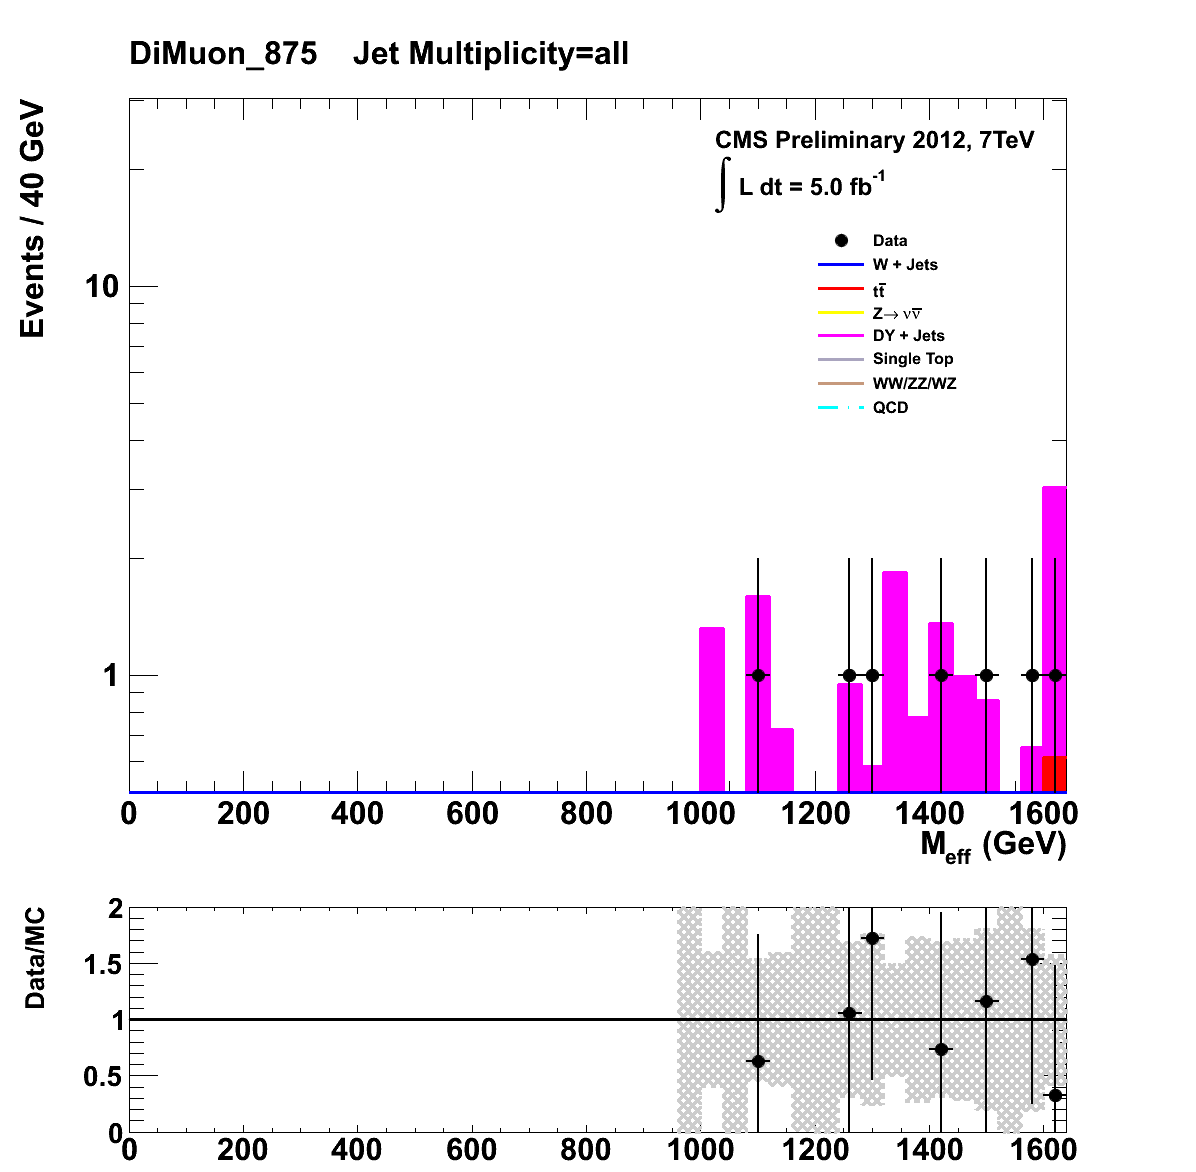 DiMuon_875 Jet Multiplicity=all
Events / 40 GeV
CMS Preliminary 2012, 7TeV
∫ L dt = 5.0 fb⁻¹
Data
W + Jets
tt̅
Z→ νν̅
DY + Jets
Single Top
WW/ZZ/WZ
QCD
10
1
0 200 400 600 800 1000 1200 1400 1600
M_eff (GeV)
Data/MC
2
1.5
1
0.5
0
0 200 400 600 800 1000 1200 1400 1600